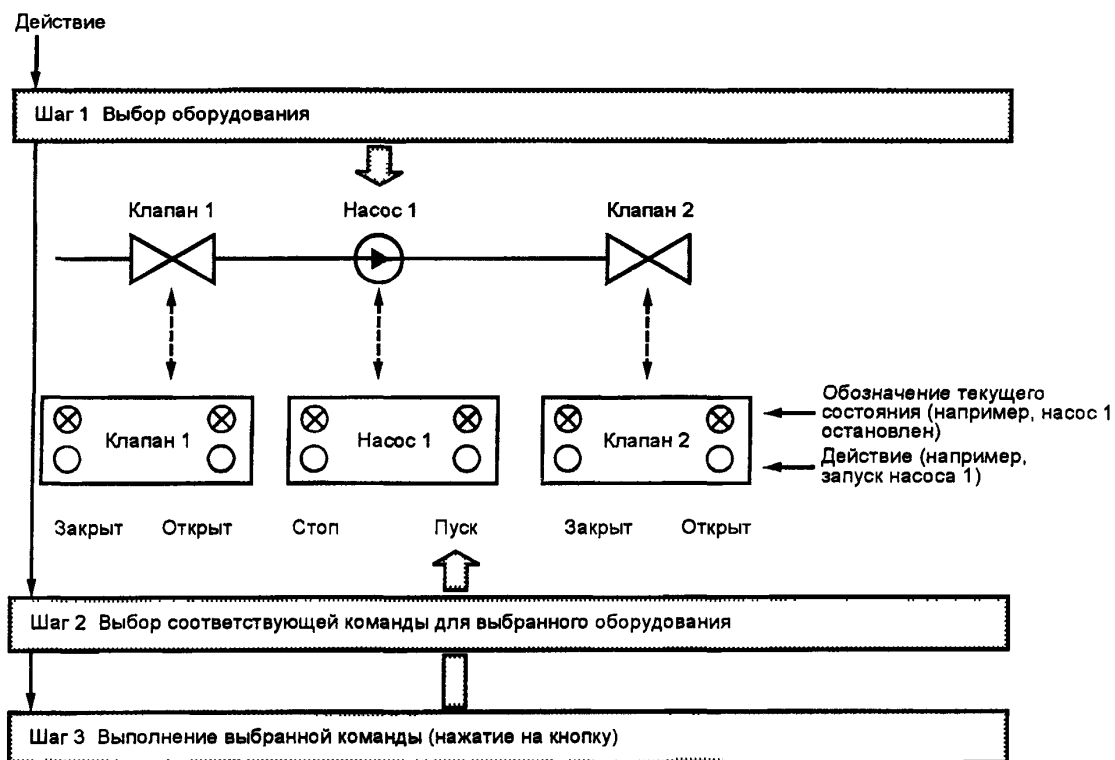 Действие
Шаг 1 Выбор оборудования
Клапан 1
Насос 1
Клапан 2
Клапан 1
Насос 1
Клапан 2
Обозначение текущего
состояния (например, насос 1
остановлен)
Действие (например,
запуск насоса 1)
Закрыт
Открыт
Стоп
Пуск
Закрыт
Открыт
Шаг 2 Выбор соответствующей команды для выбранного оборудования
Шаг 3 Выполнение выбранной команды (нажатие на кнопку)